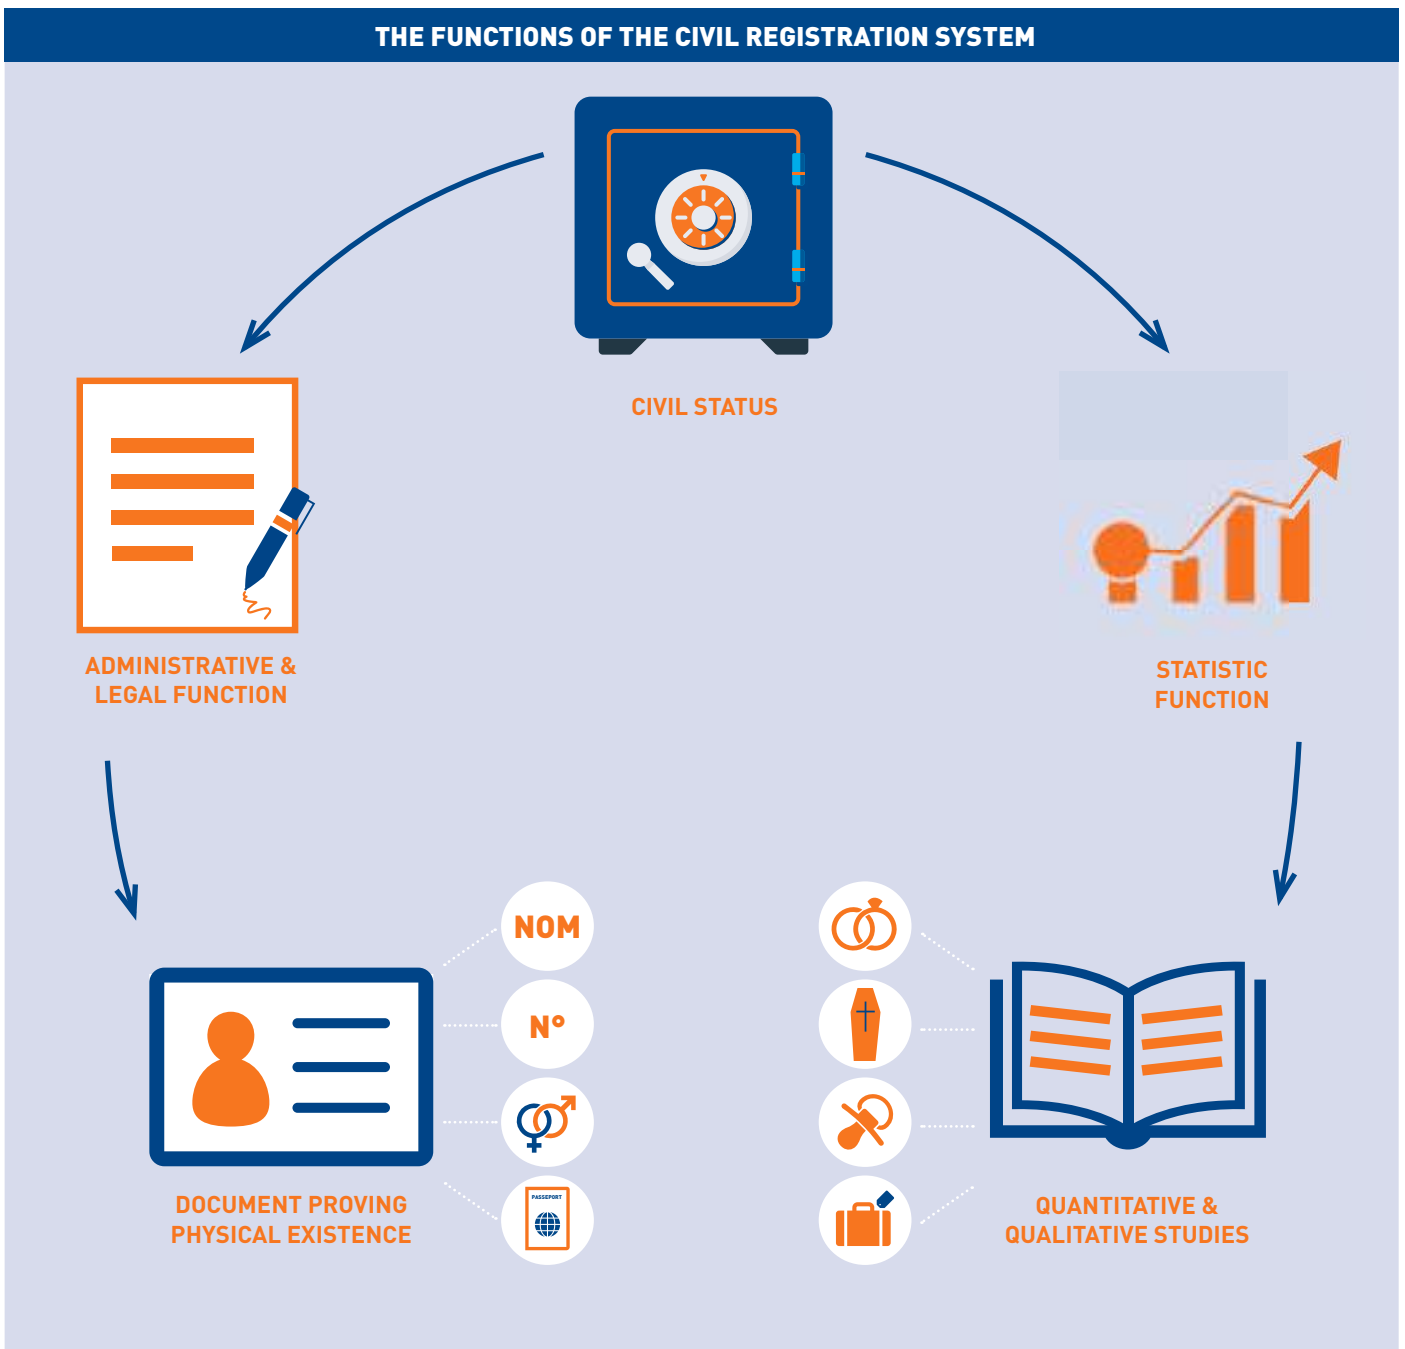 THE FUNCTIONS OF THE CIVIL REGISTRATION SYSTEM
CIVIL STATUS
ADMINISTRATIVE &
LEGAL FUNCTION
STATISTIC
FUNCTION
NOM
N°
PASSEPORT
DOCUMENT PROVING
PHYSICAL EXISTENCE
QUANTITATIVE &
QUALITATIVE STUDIES